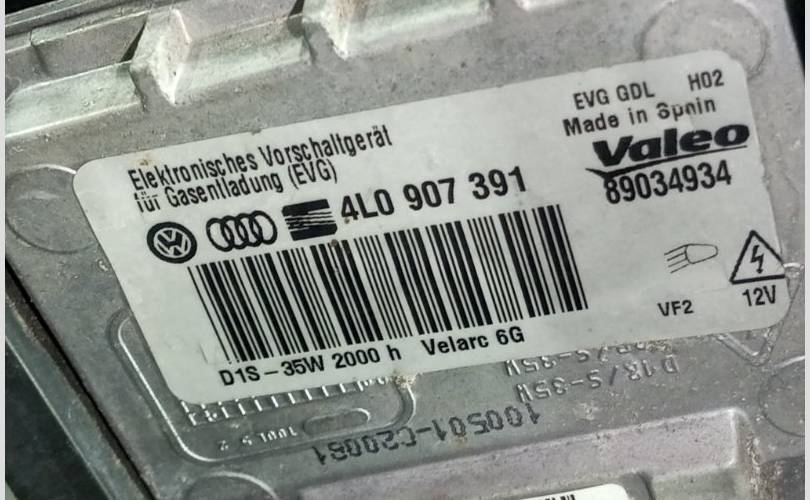 EVG GDL H02
Made in Spain
Valeo
89034934
Elektronisches Vorschaltgerät
für Gasentladung (EVG)
4L0 907 391
VF2 12V
D1S-35W 2000 h Velarc 6G
D1S/S-35W
100501-C20081